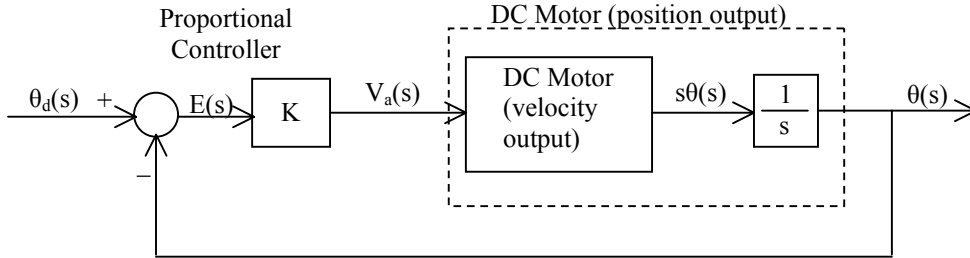 DC Motor (position output)
Proportional
Controller
θd(s)
+
E(s)
K
Va(s)
DC Motor
(velocity
output)
sθ(s)
1
s
θ(s)
−